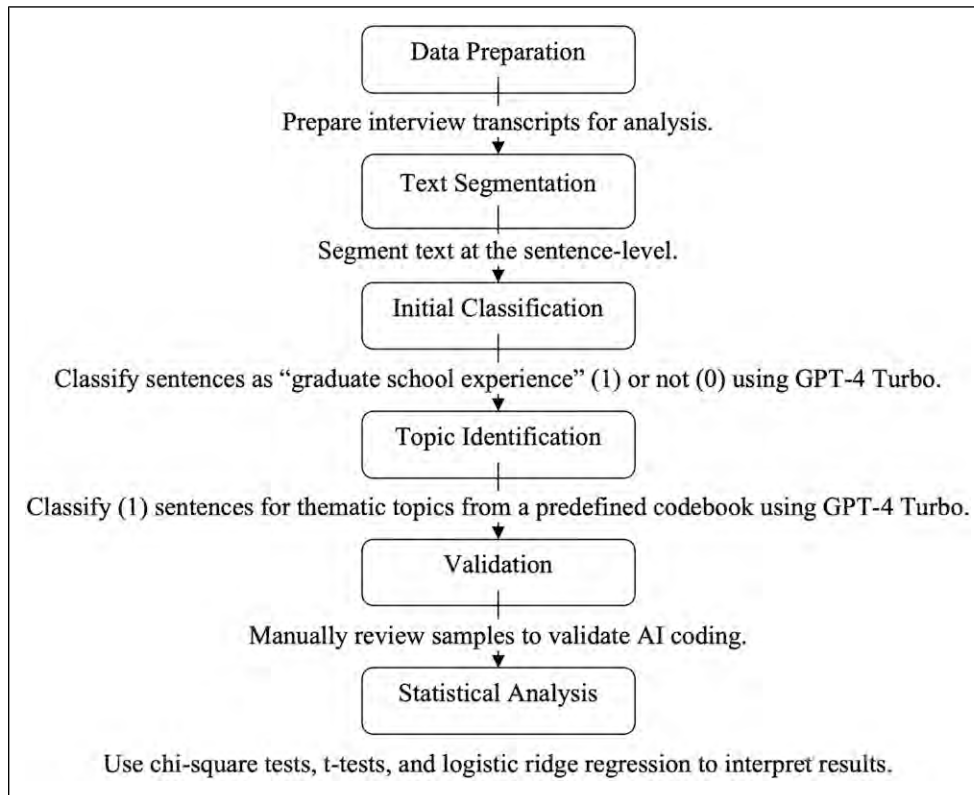 Data Preparation
Prepare interview transcripts for analysis.
Text Segmentation
Segment text at the sentence-level.
Initial Classification
Classify sentences as “graduate school experience” (1) or not (0) using GPT-4 Turbo.
Topic Identification
Classify (1) sentences for thematic topics from a predefined codebook using GPT-4 Turbo.
Validation
Manually review samples to validate AI coding.
Statistical Analysis
Use chi-square tests, t-tests, and logistic ridge regression to interpret results.